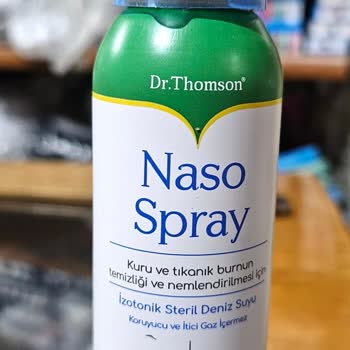 Dr.Thomson®
Naso
Spray
Kuru ve tıkanık burnun
temizliği ve nemlendirilmesi için
İzotonik Steril Deniz Suyu
Koruyucu ve İtici Gaz İçermez